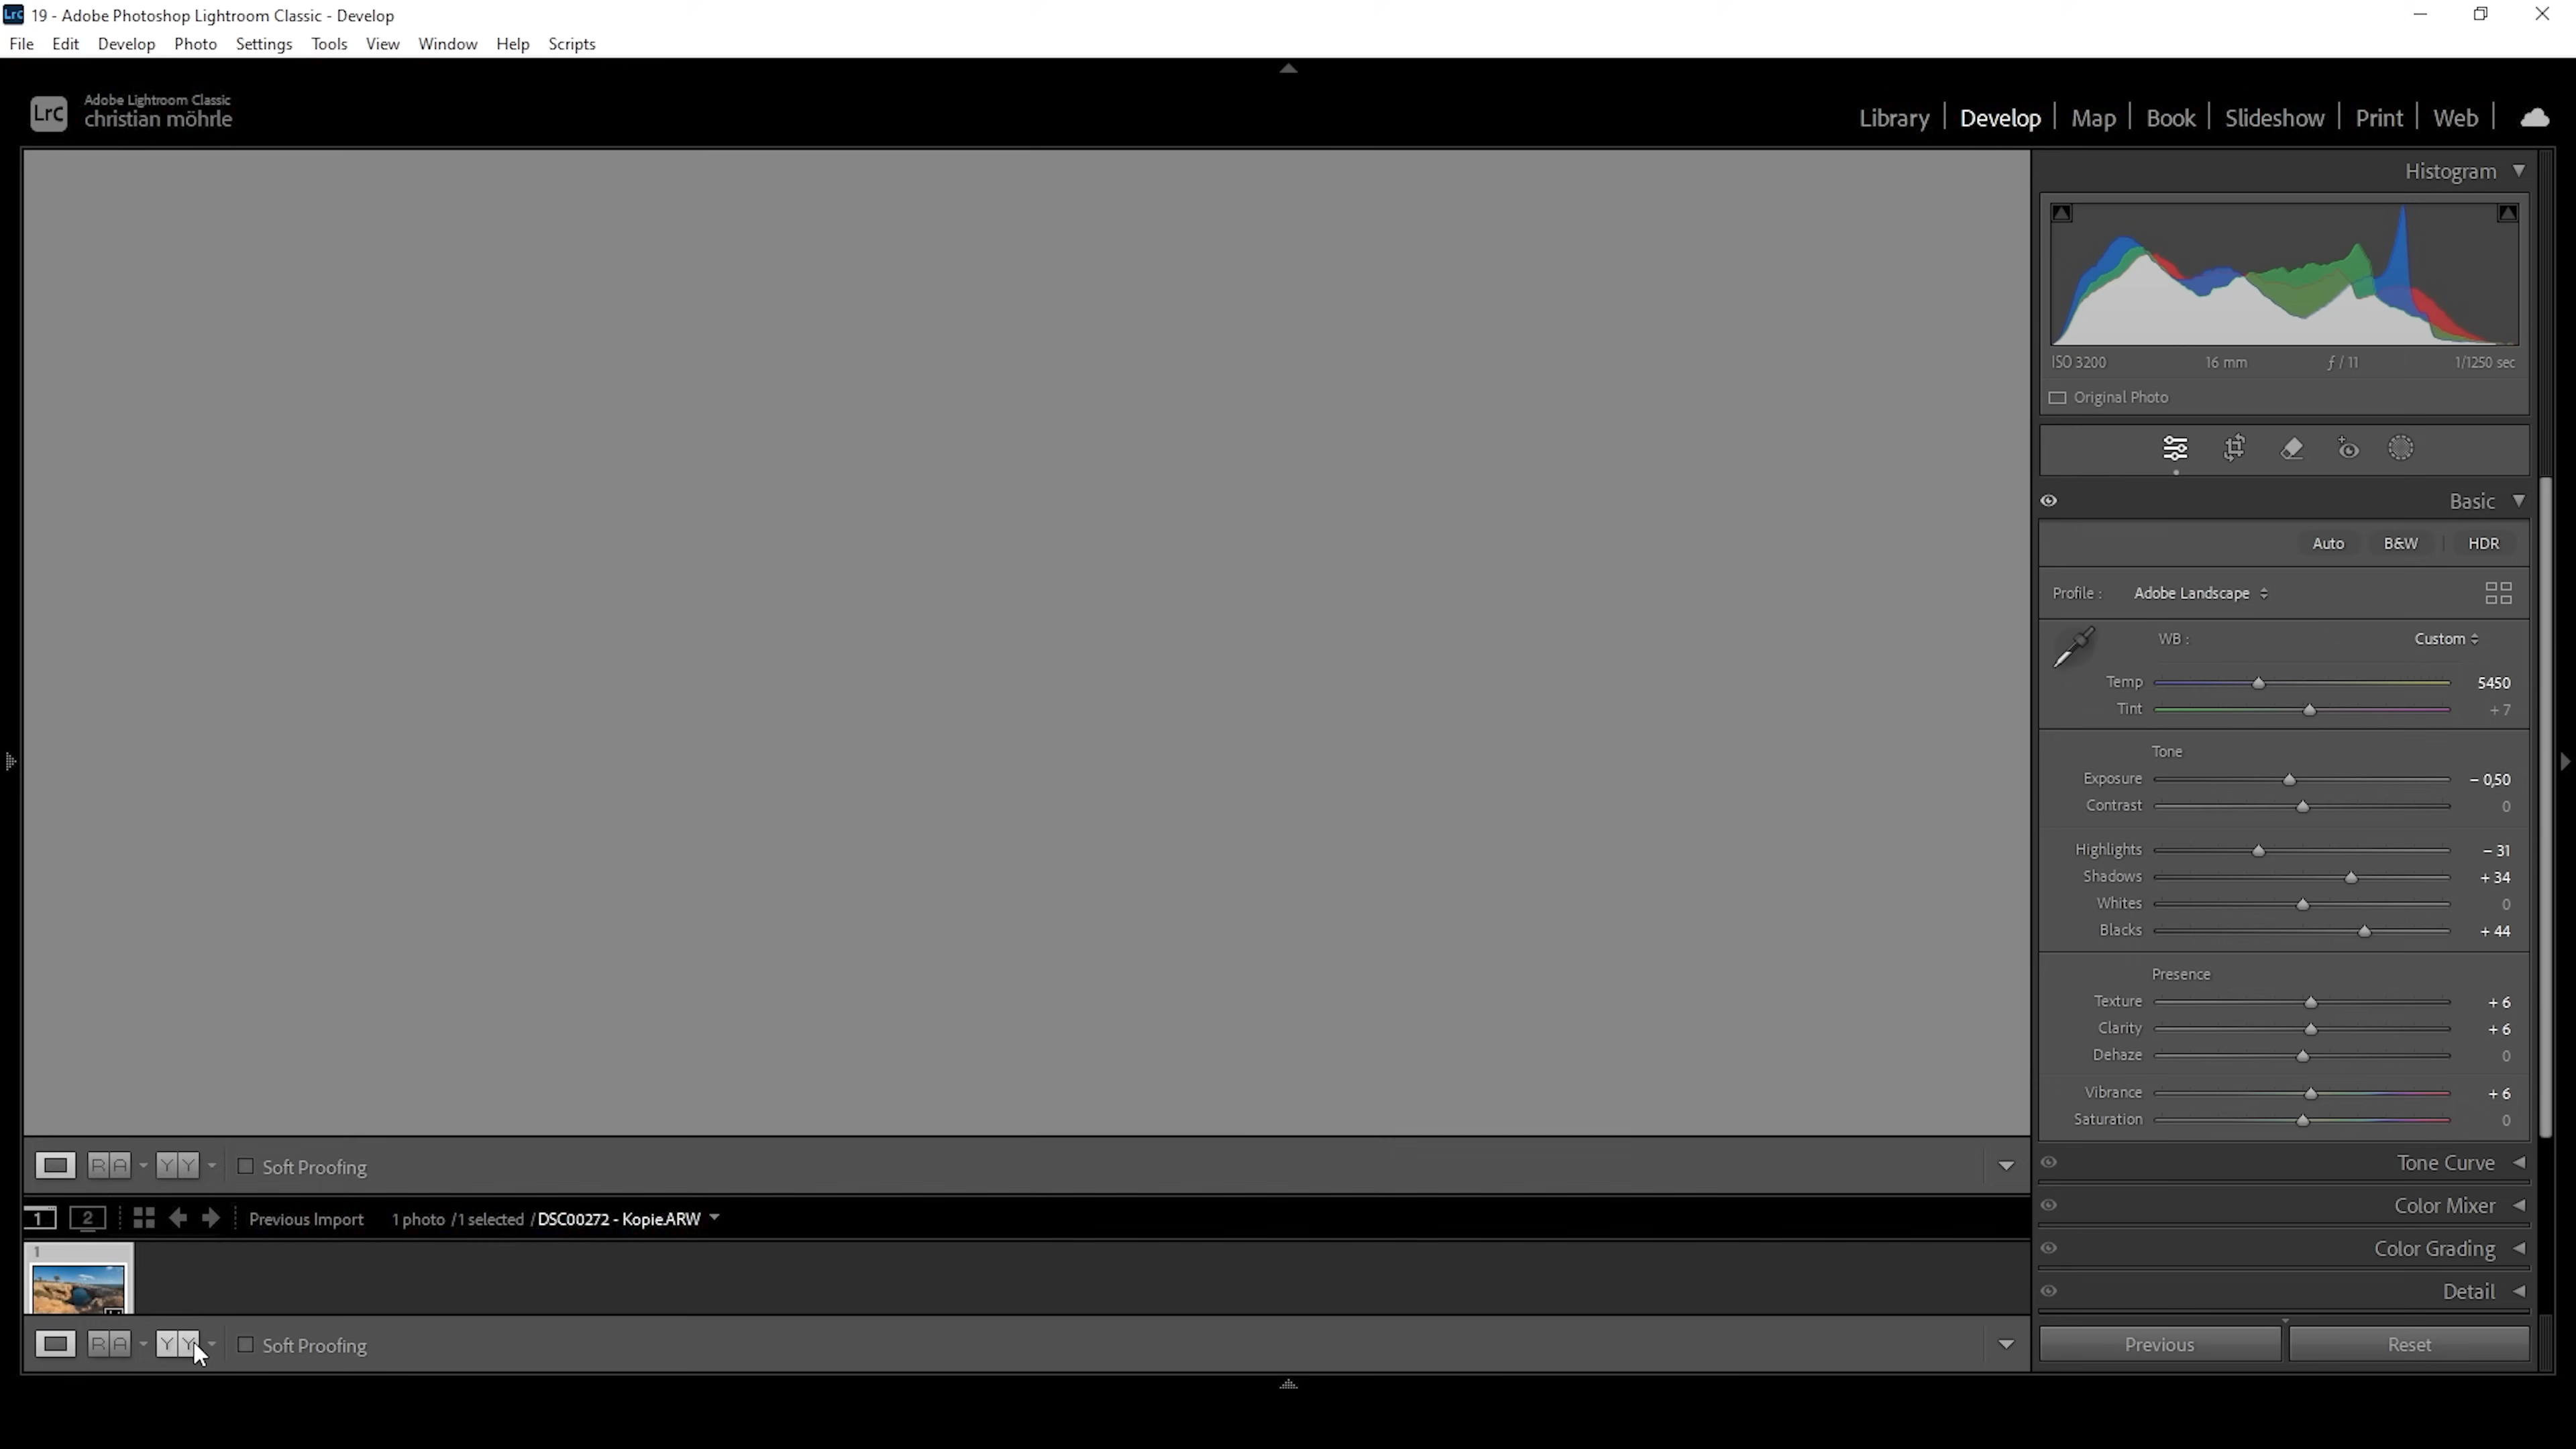 Lrc 19 - Adobe Photoshop Lightroom Classic - Develop
File Edit Develop Photo Settings Tools View Window Help Scripts
Lrc Adobe Lightroom Classic
christian möhrle
Library | Develop | Map | Book | Slideshow | Print | Web |
Histogram
ISO 3200 16 mm ƒ / 11 1/1250 sec
Original Photo
Basic
Auto B&W HDR
Profile : Adobe Landscape
WB : Custom
Temp 5450
Tint + 7
Tone
Exposure - 0,50
Contrast 0
Highlights - 31
Shadows + 34
Whites 0
Blacks + 44
Presence
Texture + 6
Clarity + 6
Dehaze 0
Vibrance + 6
Saturation 0
Tone Curve
Color Mixer
Color Grading
Detail
Previous Reset
R A Y Y Soft Proofing
1 2 Previous Import 1 photo / 1 selected / DSC00272 - Kopie.ARW
1
R A Y Y Soft Proofing